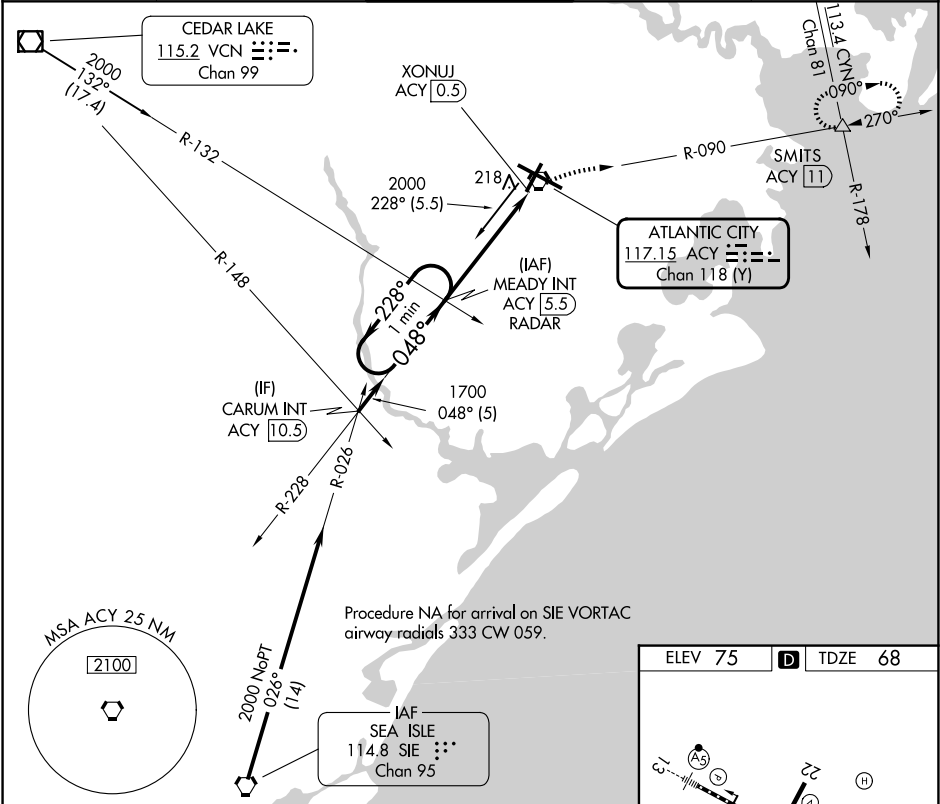 CEDAR LAKE
115.2 VCN
Chan 99
2000
132°
(17.4)
R-132
R-148
XONUJ
ACY 0.5
218
2000
228° (5.5)
113.4 CYN
Chan 81
090°
270°
R-090
SMITS
ACY 11
R-178
ATLANTIC CITY
117.15 ACY
Chan 118 (Y)
(IAF)
MEADY INT
ACY 5.5
RADAR
228°
1 min
048°
(IF)
CARUM INT
ACY 10.5
1700
048° (5)
R-228
R-026
Procedure NA for arrival on SIE VORTAC
airway radials 333 CW 059.
MSA ACY 25 NM
2100
2000 NoPT
026°
(14)
IAF
SEA ISLE
114.8 SIE
Chan 95
ELEV 75 D TDZE 68
A5
P
13
22
H